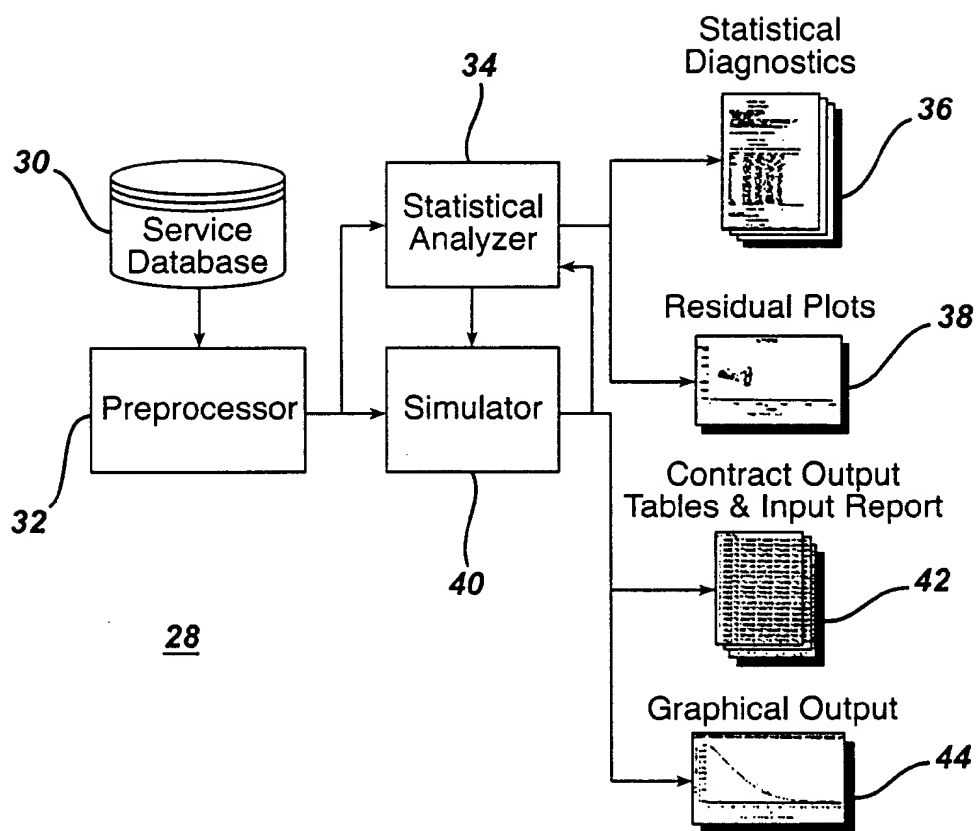 Statistical
Diagnostics
34
36
30
Service
Database
Statistical
Analyzer
Residual Plots
38
Preprocessor
Simulator
32
40
Contract Output
Tables & Input Report
42
28
Graphical Output
44